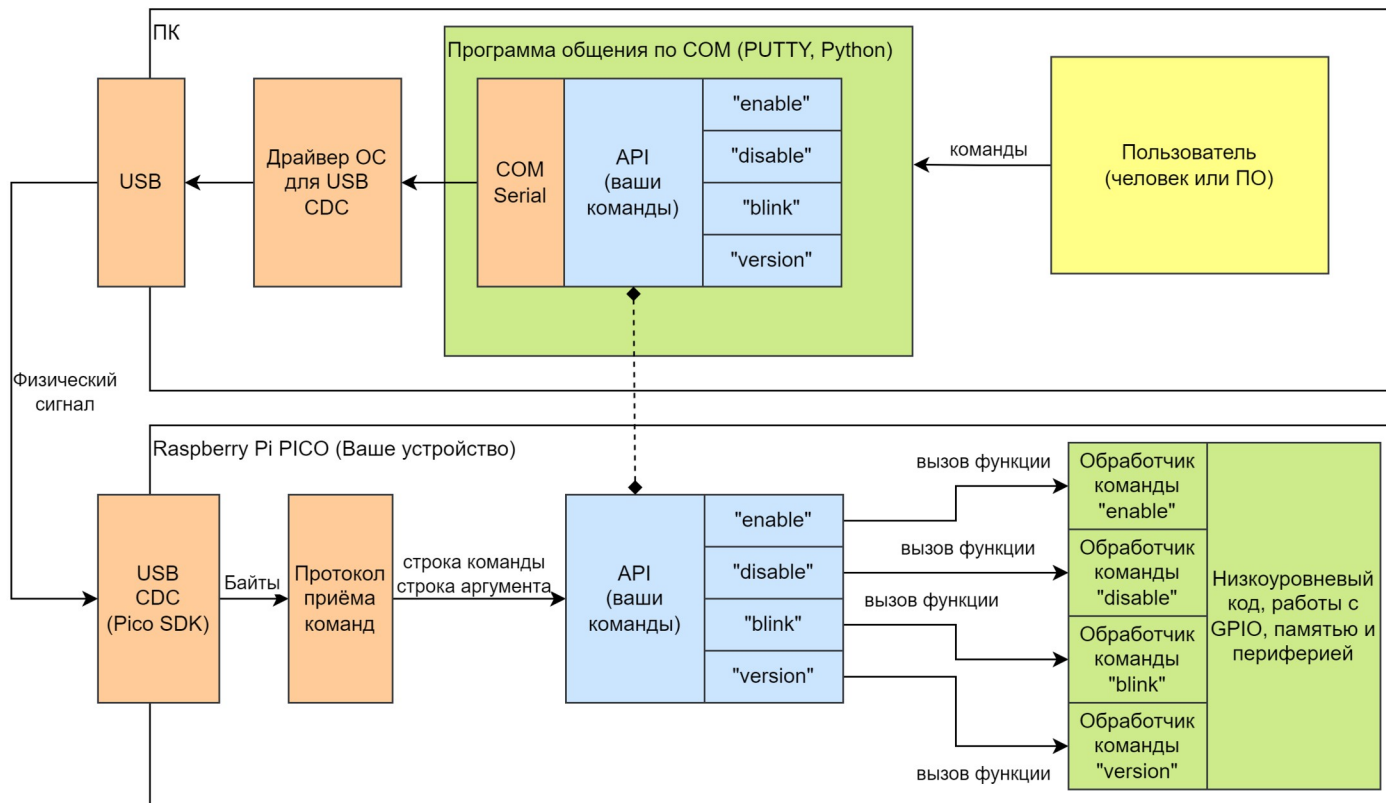 ПК
Программа общения по COM (PUTTY, Python)
USB
Драйвер ОС
для USB
CDC
COM
Serial
API
(ваши
команды)
"enable"
"disable"
"blink"
"version"
команды
Пользователь
(человек или ПО)
Физический
сигнал
Raspberry Pi PICO (Ваше устройство)
USB
CDC
(Pico SDK)
Байты
Протокол
приёма
команд
строка команды
строка аргумента
API
(ваши
команды)
"enable"
"disable"
"blink"
"version"
вызов функции
вызов функции
вызов функции
вызов функции
Обработчик
команды
"enable"
Обработчик
команды
"disable"
Обработчик
команды
"blink"
Обработчик
команды
"version"
Низкоуровневый
код, работы с
GPIO, памятью и
периферией